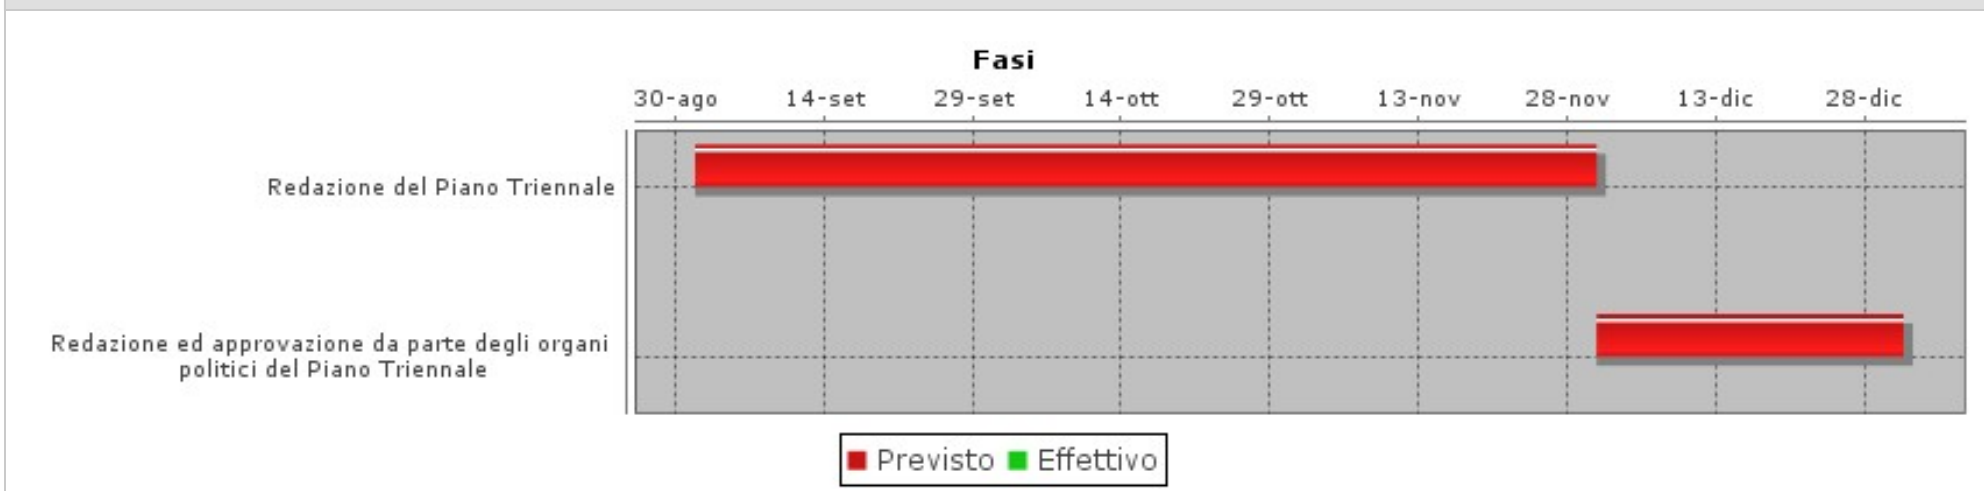 Fasi
30-ago 14-set 29-set 14-ott 29-ott 13-nov 28-nov 13-dic 28-dic
Redazione del Piano Triennale
Redazione ed approvazione da parte degli organi
politici del Piano Triennale
Previsto Effettivo